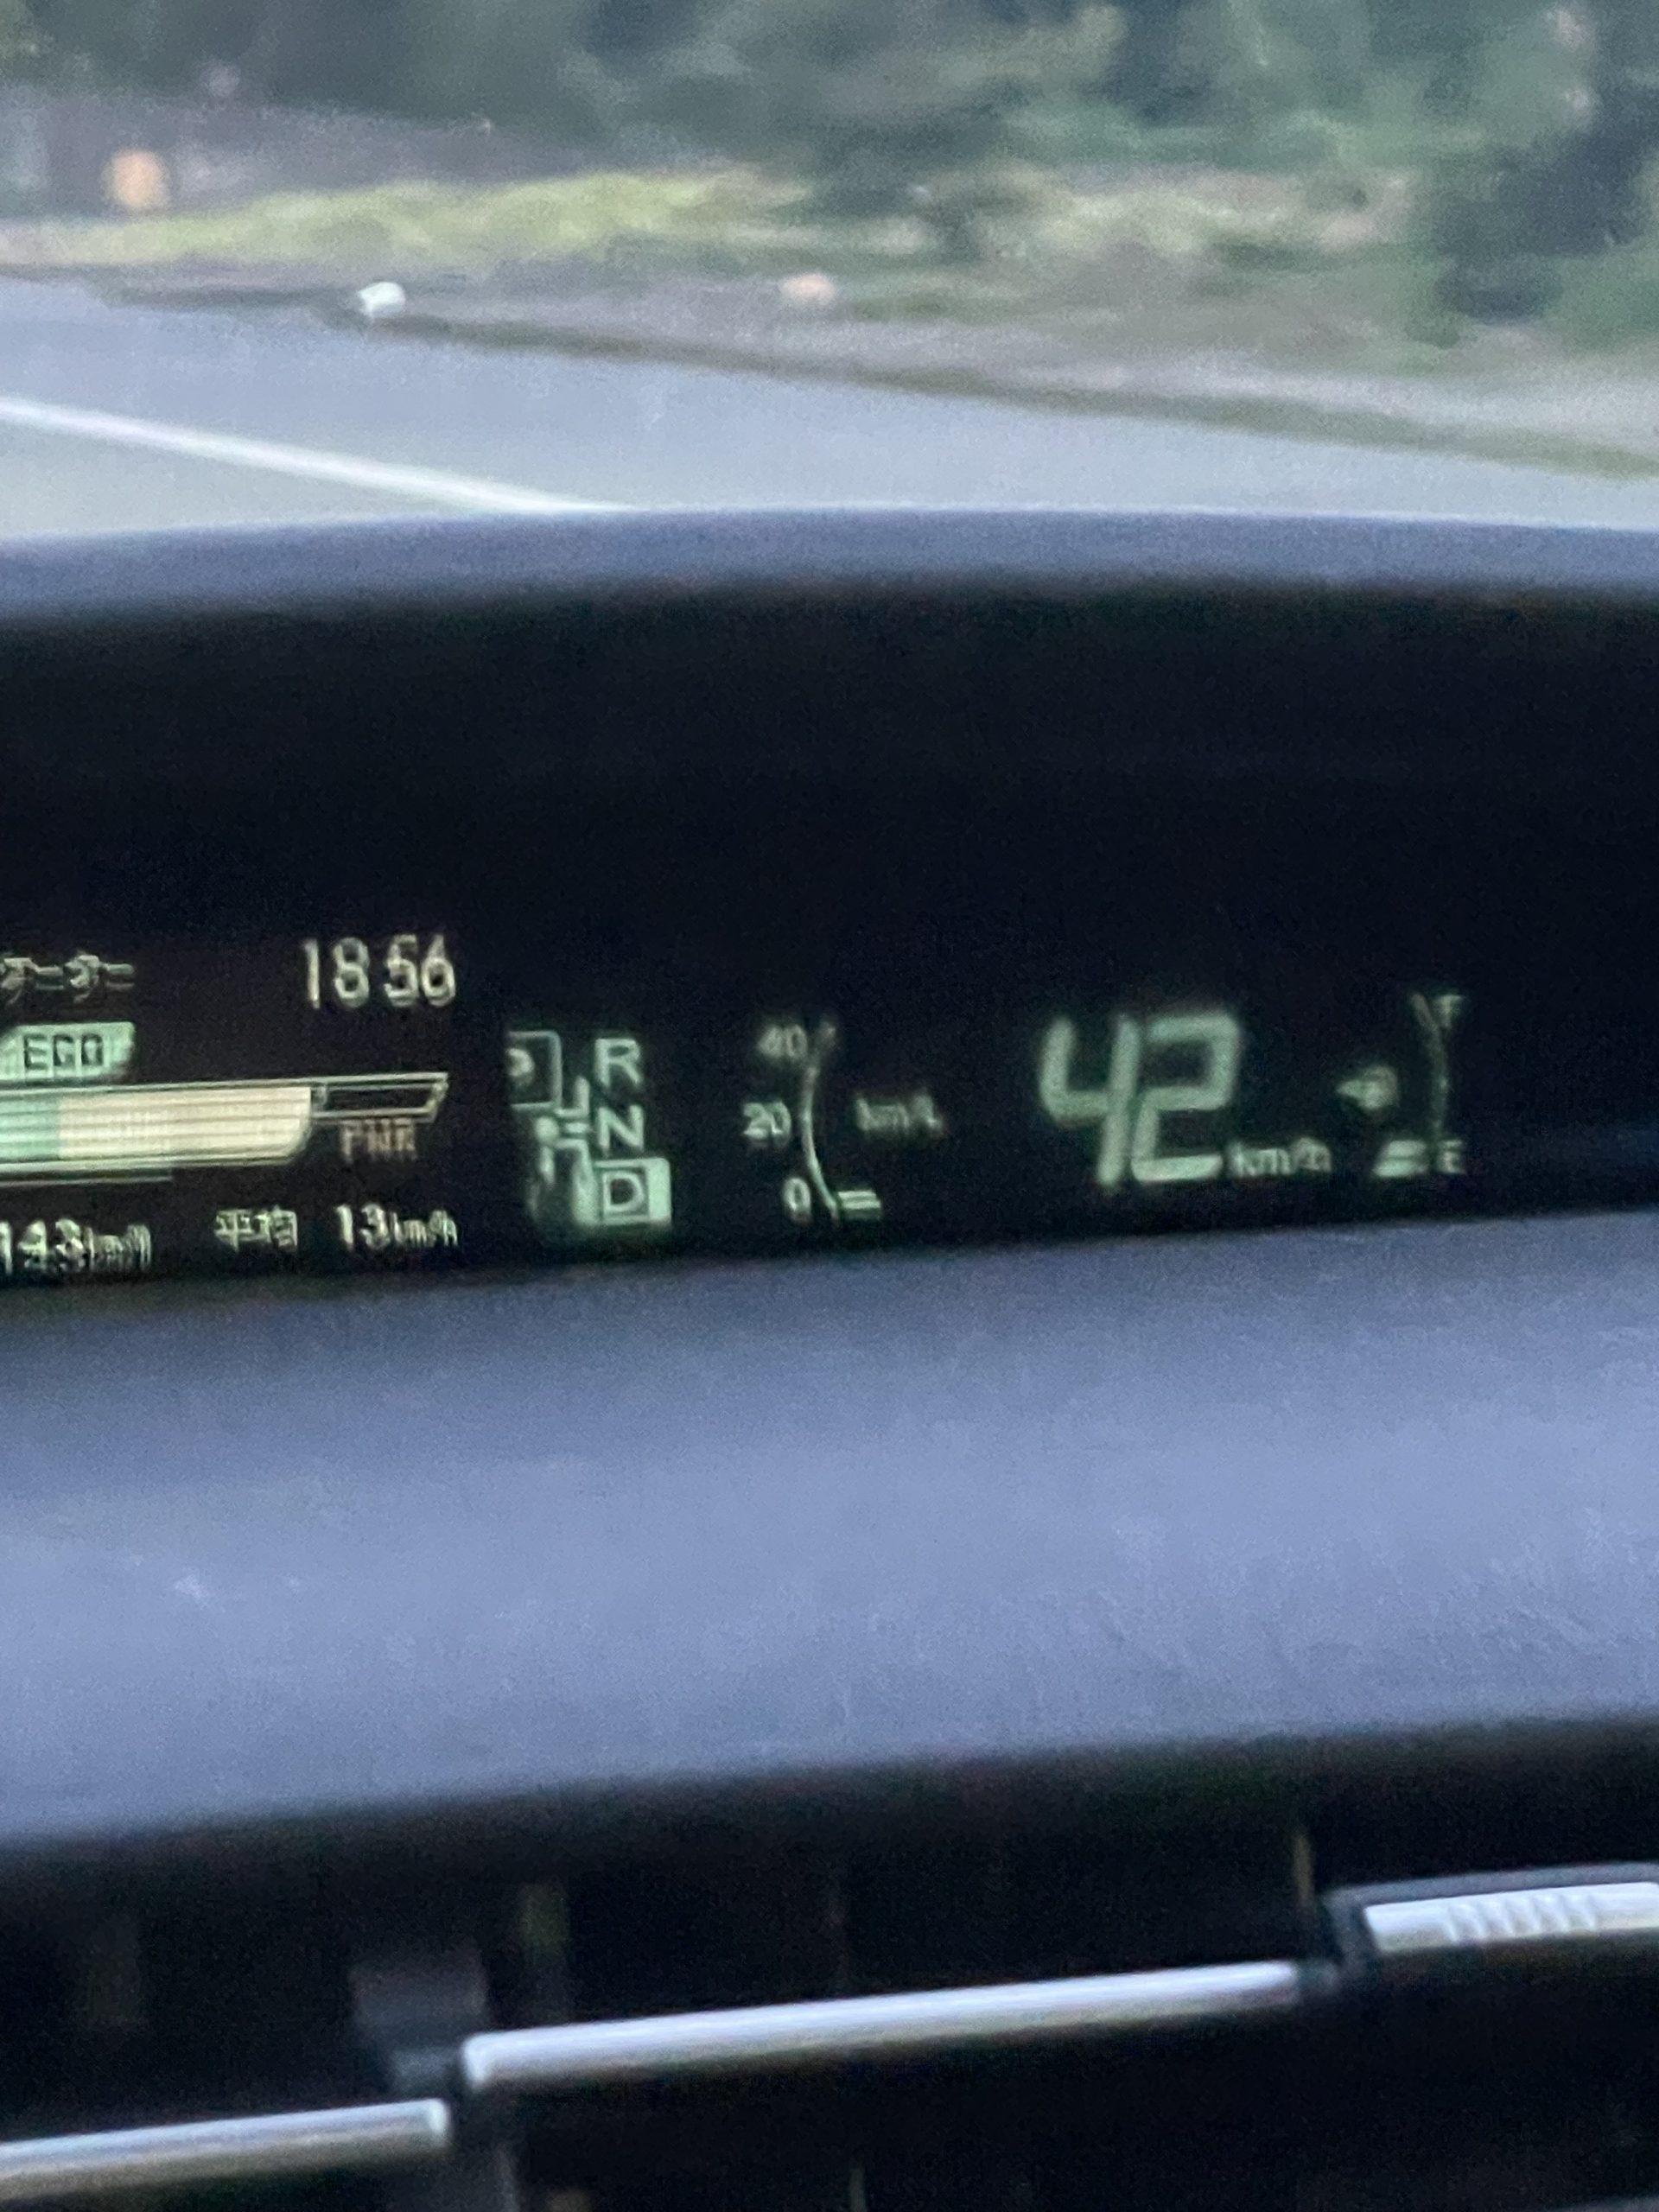 18 56
ECO
PWR
平均 13km/h
R
N
D
40
20
0
km/L
42 km/h
F
E